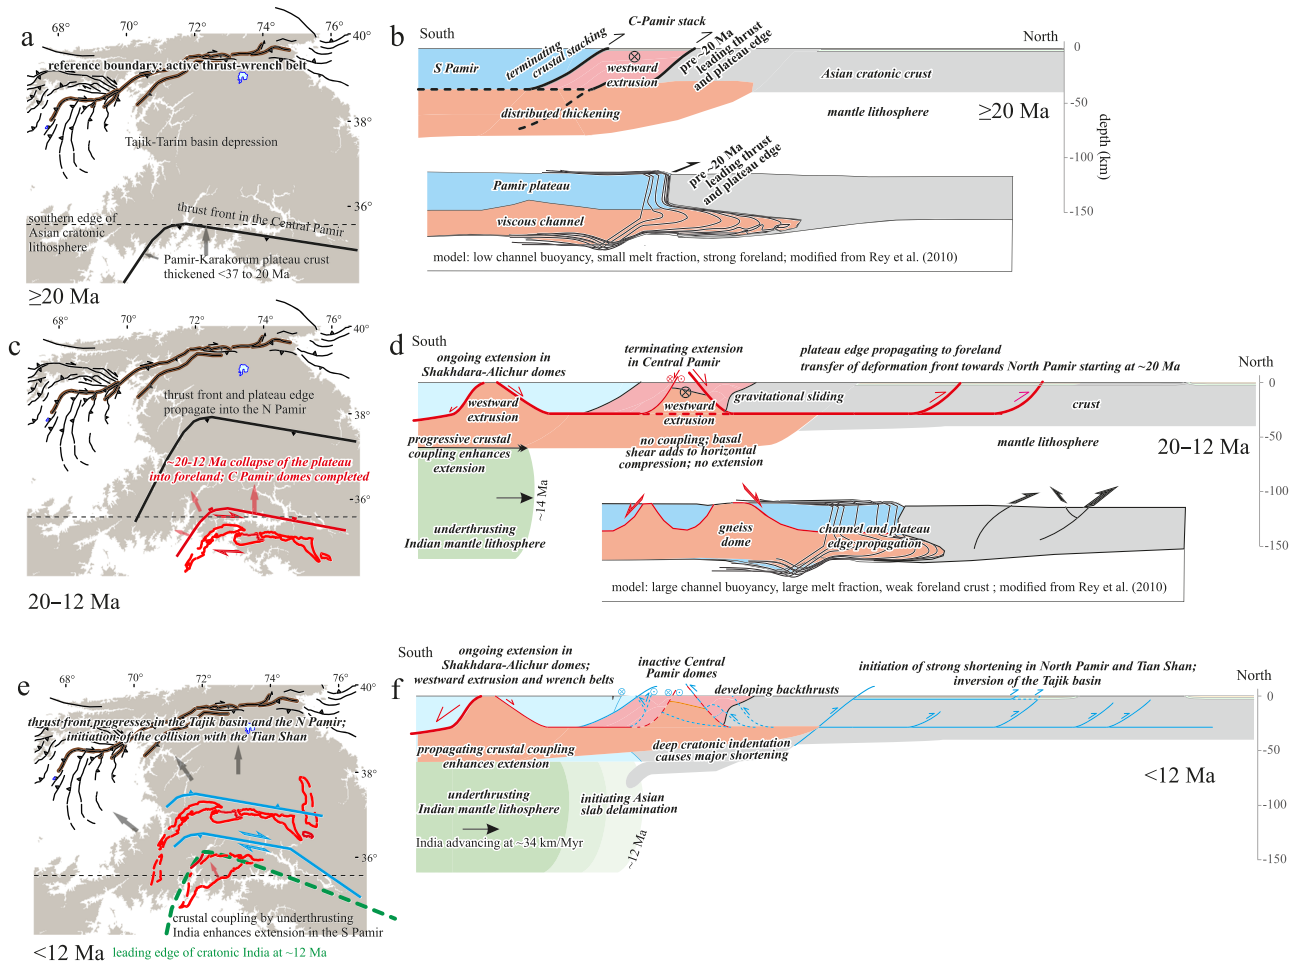 a
68°
70°
72°
74°
76°
40°
reference boundary: active thrust-wrench belt
38°
Tajik-Tarim basin depression
36°
thrust front in the Central Pamir
southern edge of
Asian cratonic
lithosphere
Pamir-Karakorum plateau crust
thickened <37 to 20 Ma
≥20 Ma
b
South
C-Pamir stack
North
terminating
crustal stacking
S Pamir
westward
extrusion
pre ~20 Ma
leading thrust
and plateau edge
Asian cratonic crust
distributed thickening
mantle lithosphere
≥20 Ma
0
-50
-100
-150
depth (km)
pre ~20 Ma
leading thrust
and plateau edge
Pamir plateau
viscous channel
model: low channel buoyancy, small melt fraction, strong foreland; modified from Rey et al. (2010)
c
68°
70°
72°
74°
76°
40°
thrust front and plateau edge
propagate into the N Pamir
38°
~20-12 Ma collapse of the plateau
into foreland; C Pamir domes completed
36°
20–12 Ma
d
South
ongoing extension in
Shakhdara-Alichur domes
terminating extension
in Central Pamir
plateau edge propagating to foreland
transfer of deformation front towards North Pamir starting at ~20 Ma
North
westward
extrusion
westward
extrusion
gravitational sliding
crust
progressive crustal
coupling enhances
extension
no coupling; basal
shear adds to horizontal
compression; no extension
mantle lithosphere
20–12 Ma
0
-50
-100
-150
~14 Ma
underthrusting
Indian mantle lithosphere
gneiss
dome
channel and plateau
edge propagation
model: large channel buoyancy, large melt fraction, weak foreland crust ; modified from Rey et al. (2010)
e
68°
70°
72°
74°
76°
40°
thrust front progresses in the Tajik basin and the N Pamir;
initiation of the collision with the Tian Shan
38°
36°
crustal coupling by underthrusting
India enhances extension in the S Pamir
<12 Ma
leading edge of cratonic India at ~12 Ma
f
South
ongoing extension in
Shakhdara-Alichur domes;
westward extrusion and wrench belts
inactive Central
Pamir domes
developing backthrusts
initiation of strong shortening in North Pamir and Tian Shan;
inversion of the Tajik basin
North
propagating crustal coupling
enhances extension
deep cratonic indentation
causes major shortening
<12 Ma
0
-50
-100
-150
underthrusting
Indian mantle lithosphere
initiating Asian
slab delamination
India advancing at ~34 km/Myr
~12 Ma